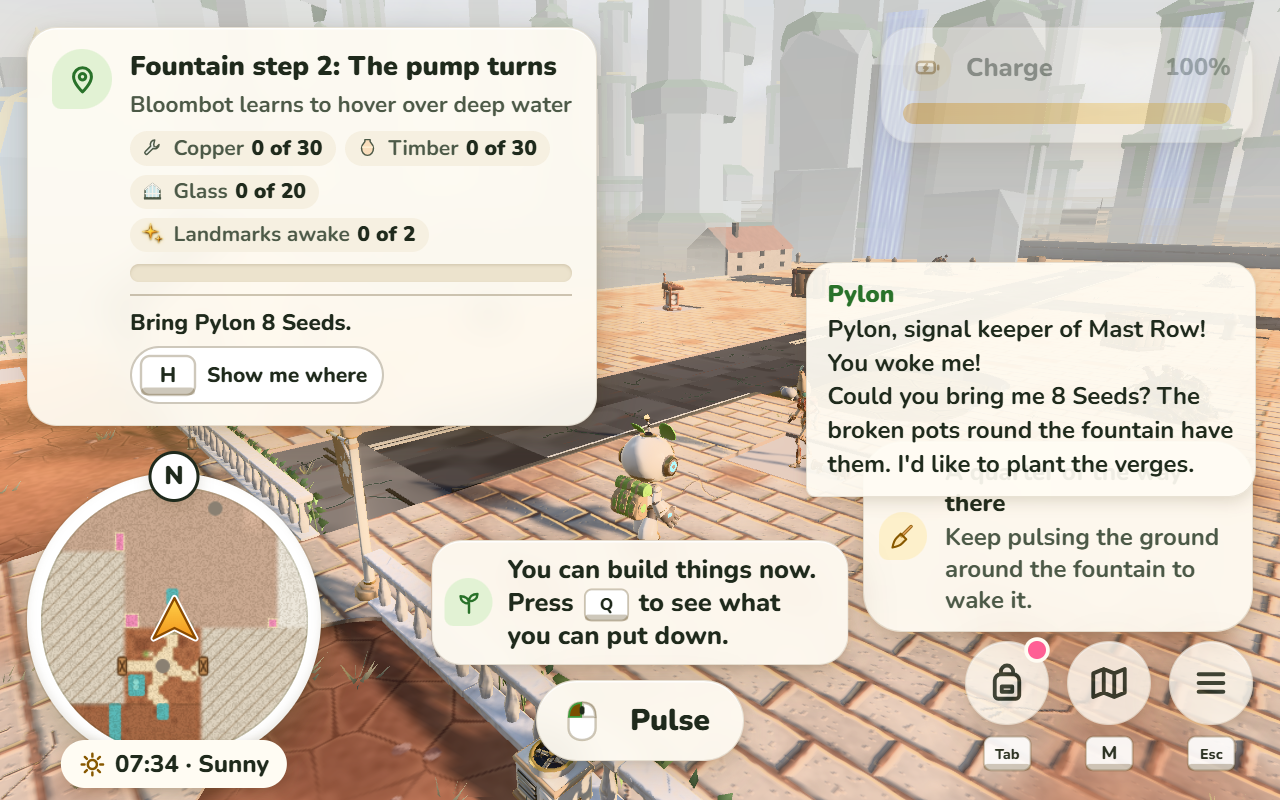 Fountain step 2: The pump turns
Bloombot learns to hover over deep water
Copper 0 of 30
Timber 0 of 30
Glass 0 of 20
Landmarks awake 0 of 2
Bring Pylon 8 Seeds.
H Show me where
Charge 100%
Pylon
Pylon, signal keeper of Mast Row!
You woke me!
Could you bring me 8 Seeds? The
broken pots round the fountain have
them. I'd like to plant the verges.
A quarter of the way
there
Keep pulsing the ground
around the fountain to
wake it.
N
07:34 · Sunny
You can build things now.
Press Q to see what
you can put down.
Pulse
Tab
M
Esc